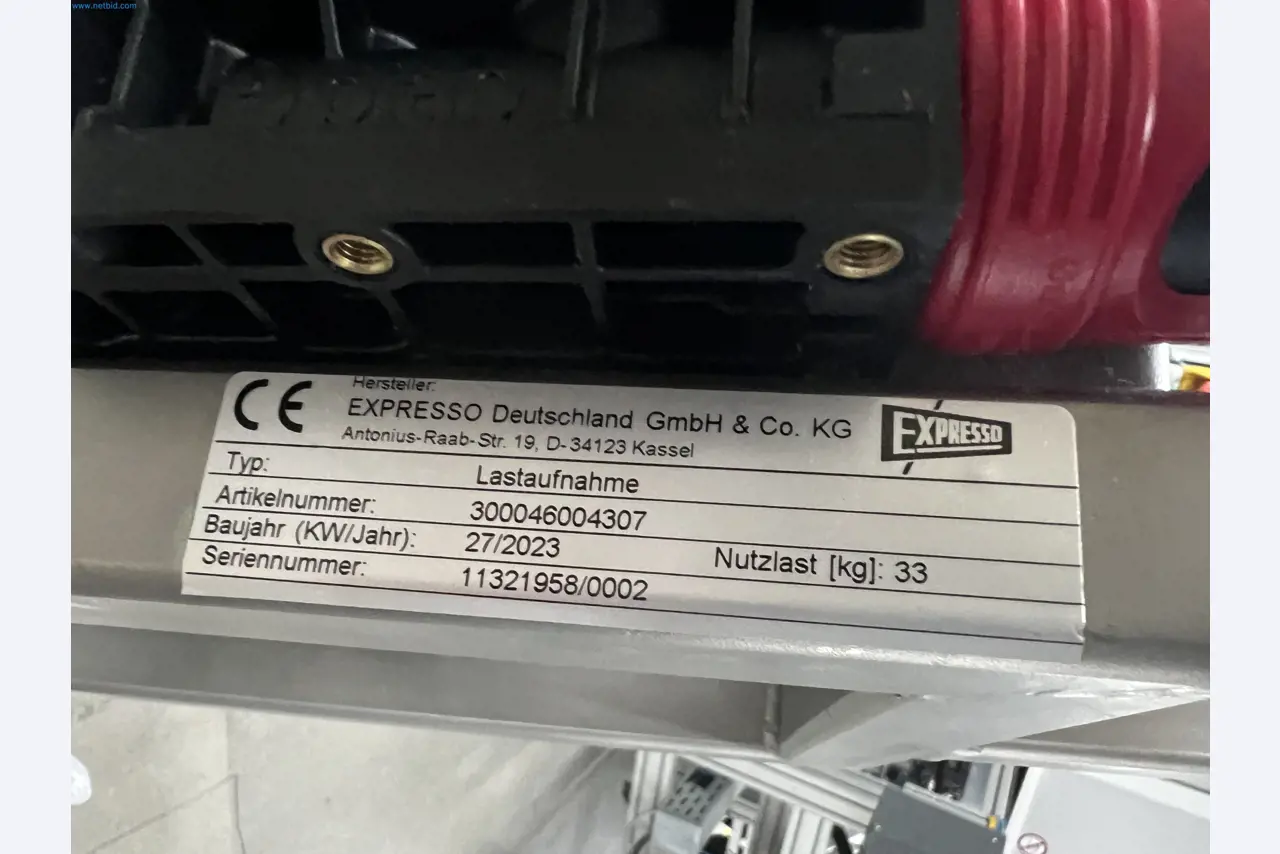 www.netbid.com
CE
Hersteller:
EXPRESSO Deutschland GmbH & Co. KG
Antonius-Raab-Str. 19, D-34123 Kassel
EXPRESSO
Typ: Lastaufnahme
Artikelnummer: 300046004307
Baujahr (KW/Jahr): 27/2023 Nutzlast [kg]: 33
Seriennummer: 11321958/0002